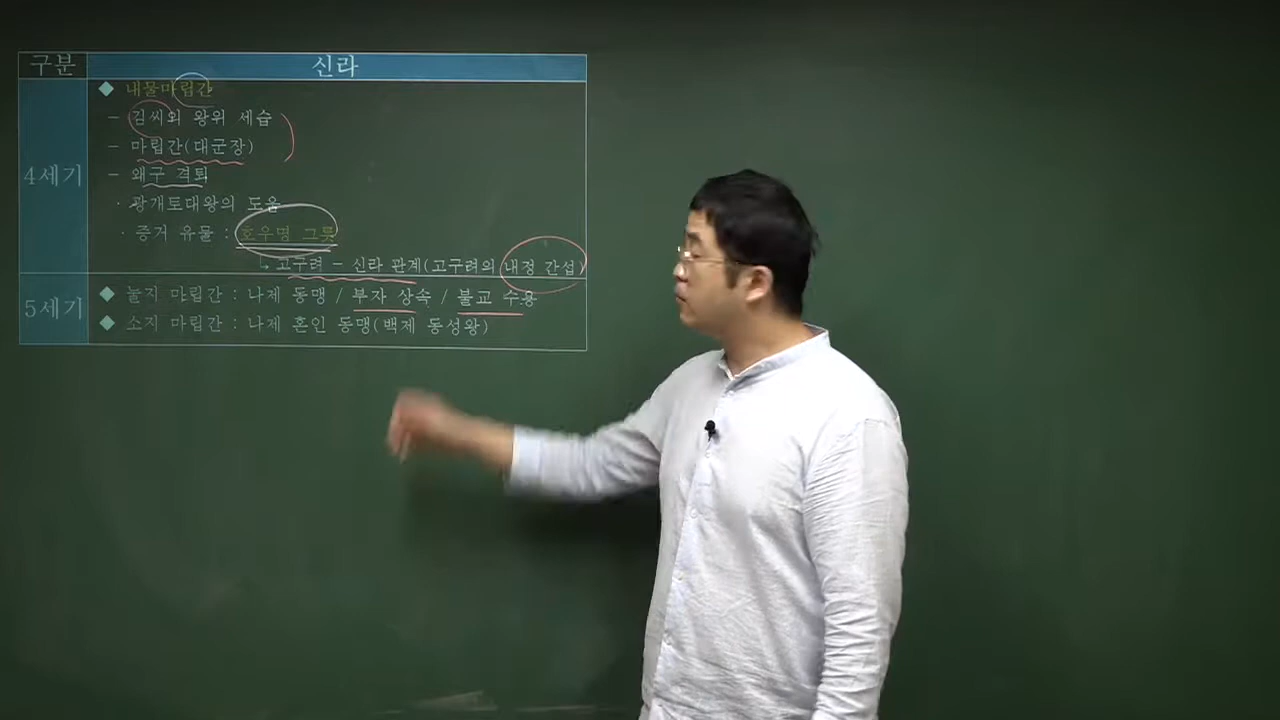 구분 신라
4세기
◆ 내물마립간
- 김씨의 왕위 세습
- 마립간(대군장)
- 왜구 격퇴
· 광개토대왕의 도움
· 증거 유물 : 호우명 그릇
↳ 고구려 - 신라 관계(고구려의 내정 간섭)
5세기
◆ 눌지 마립간 : 나제 동맹 / 부자 상속 / 불교 수용
◆ 소지 마립간 : 나제 혼인 동맹(백제 동성왕)